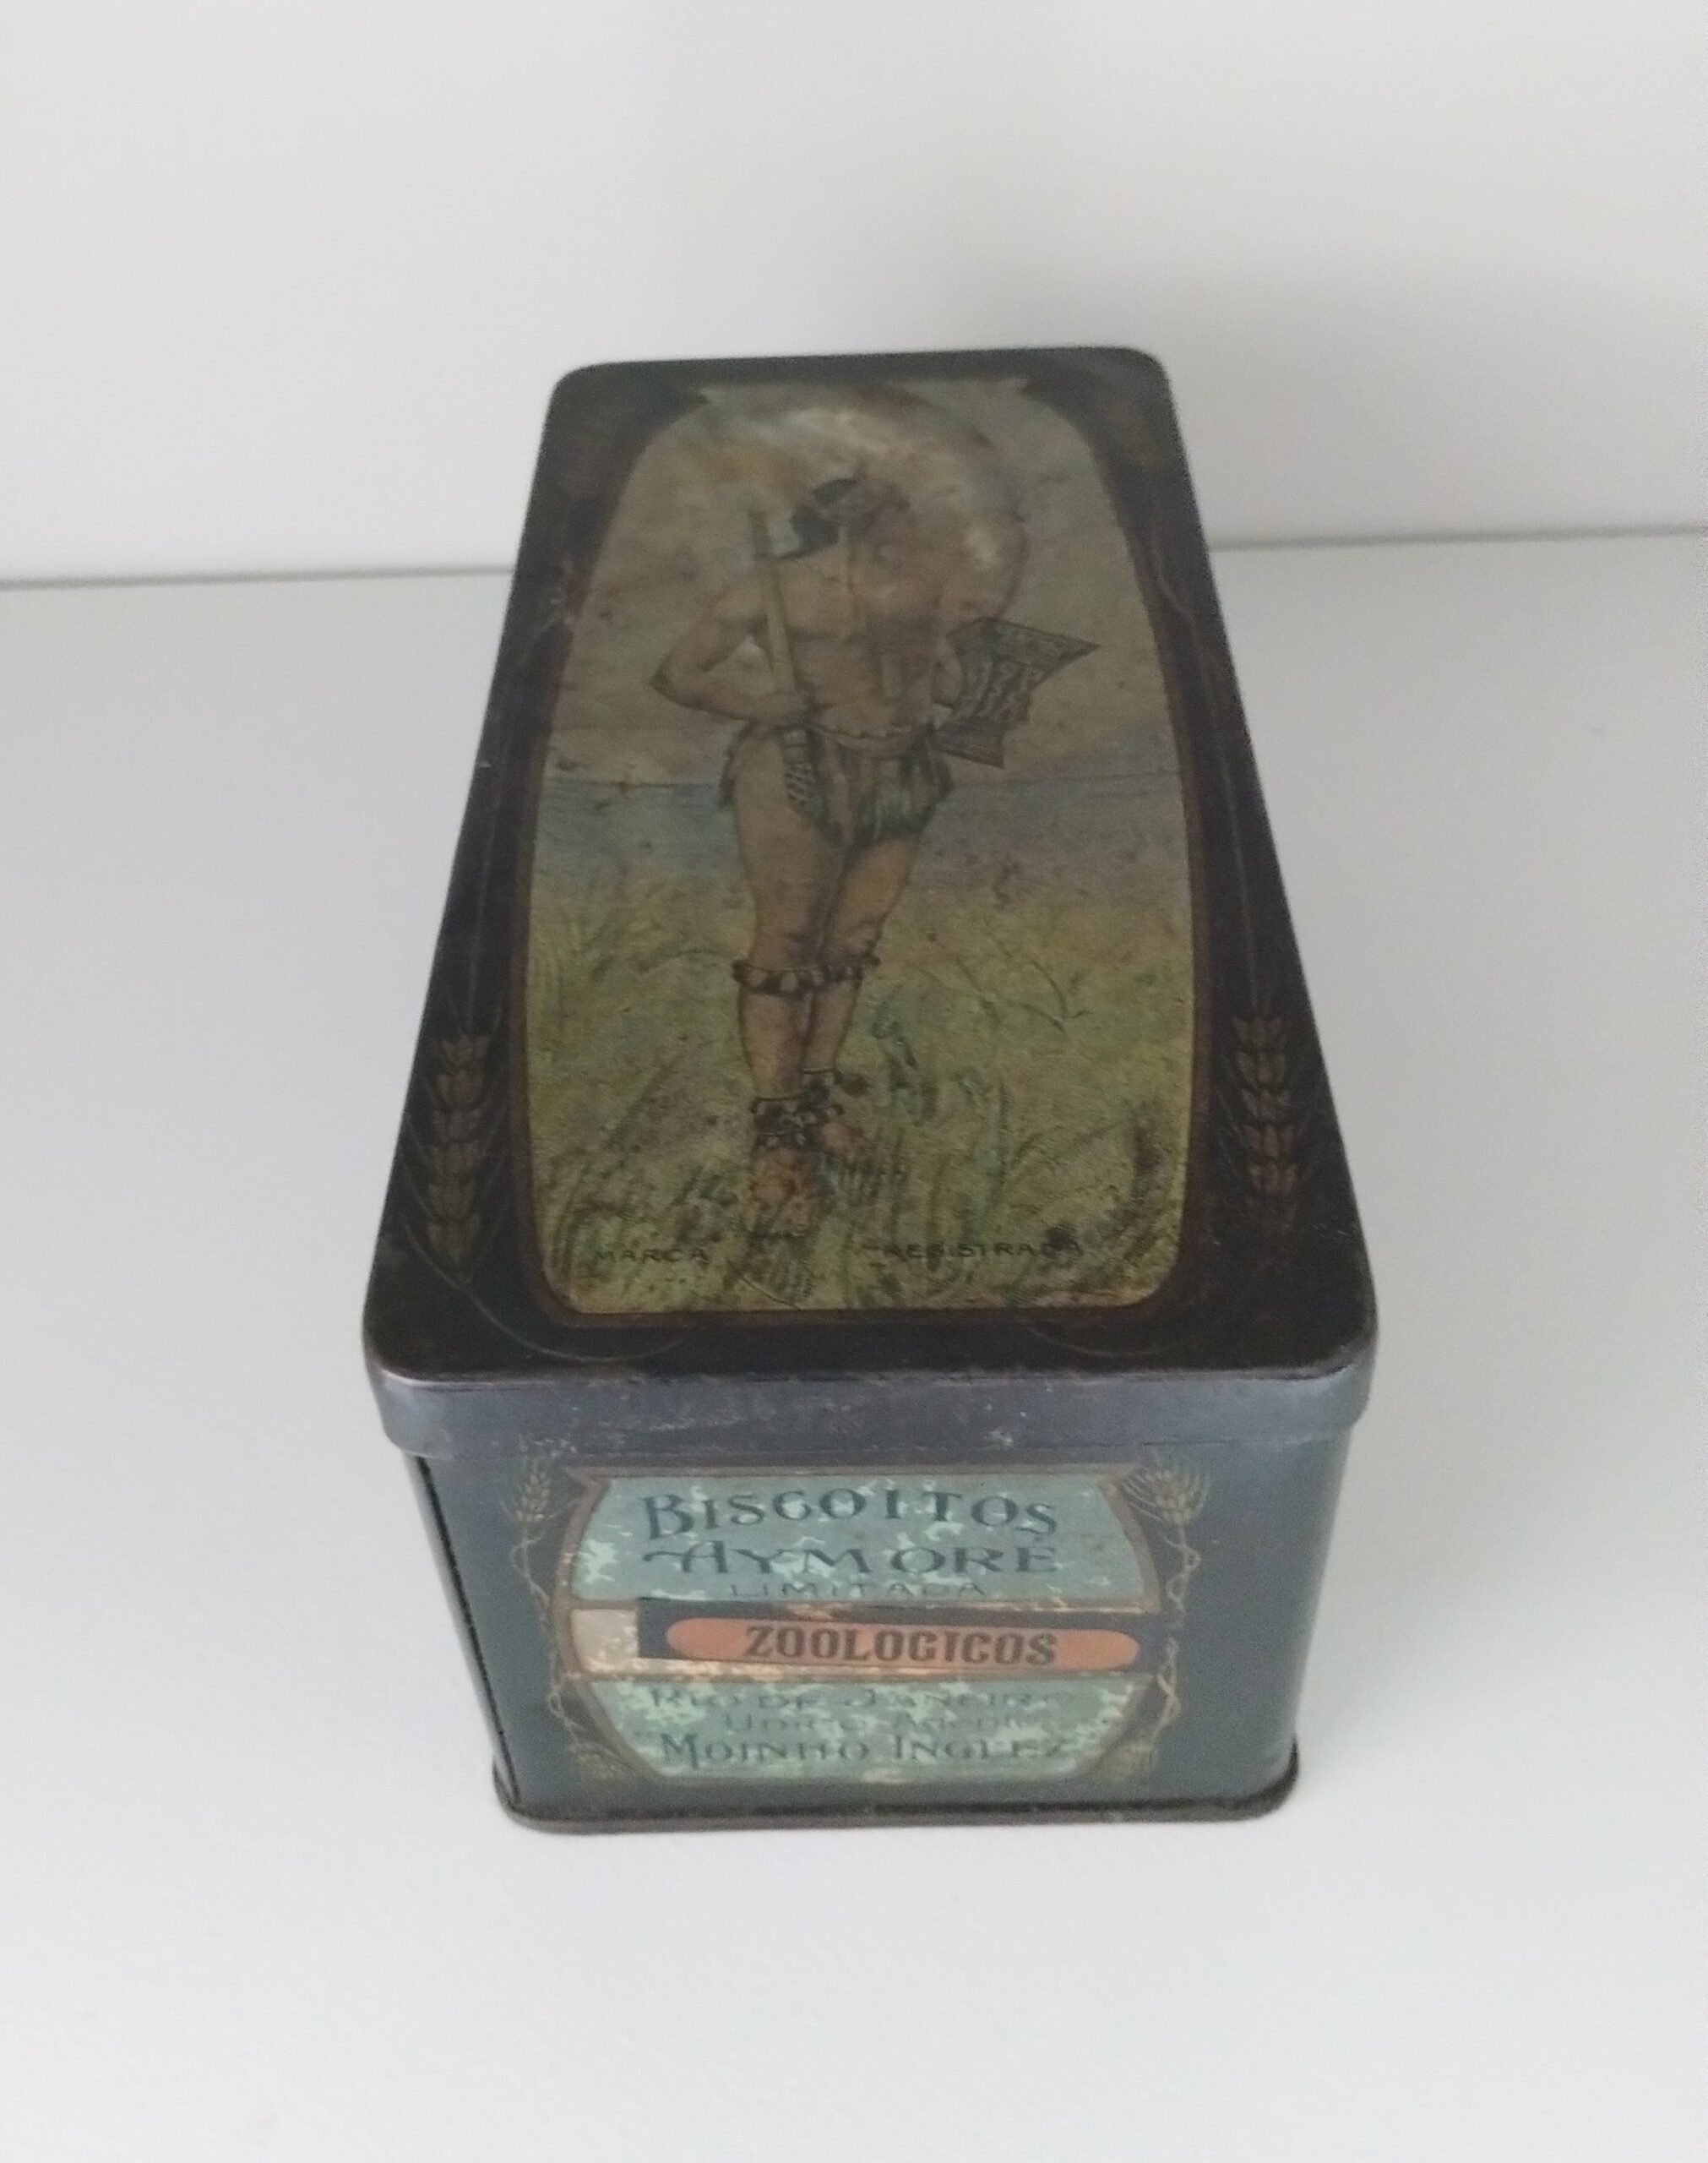 MARCA REGISTRADA
BISCOITOS
AYMORÉ
LIMITADA
ZOOLOGICOS
RIO DE JANEIRO
MOINHO INGLEZ